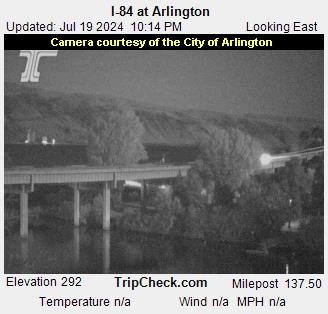 I-84 at Arlington
Updated: Jul 19 2024 10:14 PM Looking East
Camera courtesy of the City of Arlington
Elevation 292 TripCheck.com Milepost 137.50
Temperature n/a Wind n/a MPH n/a